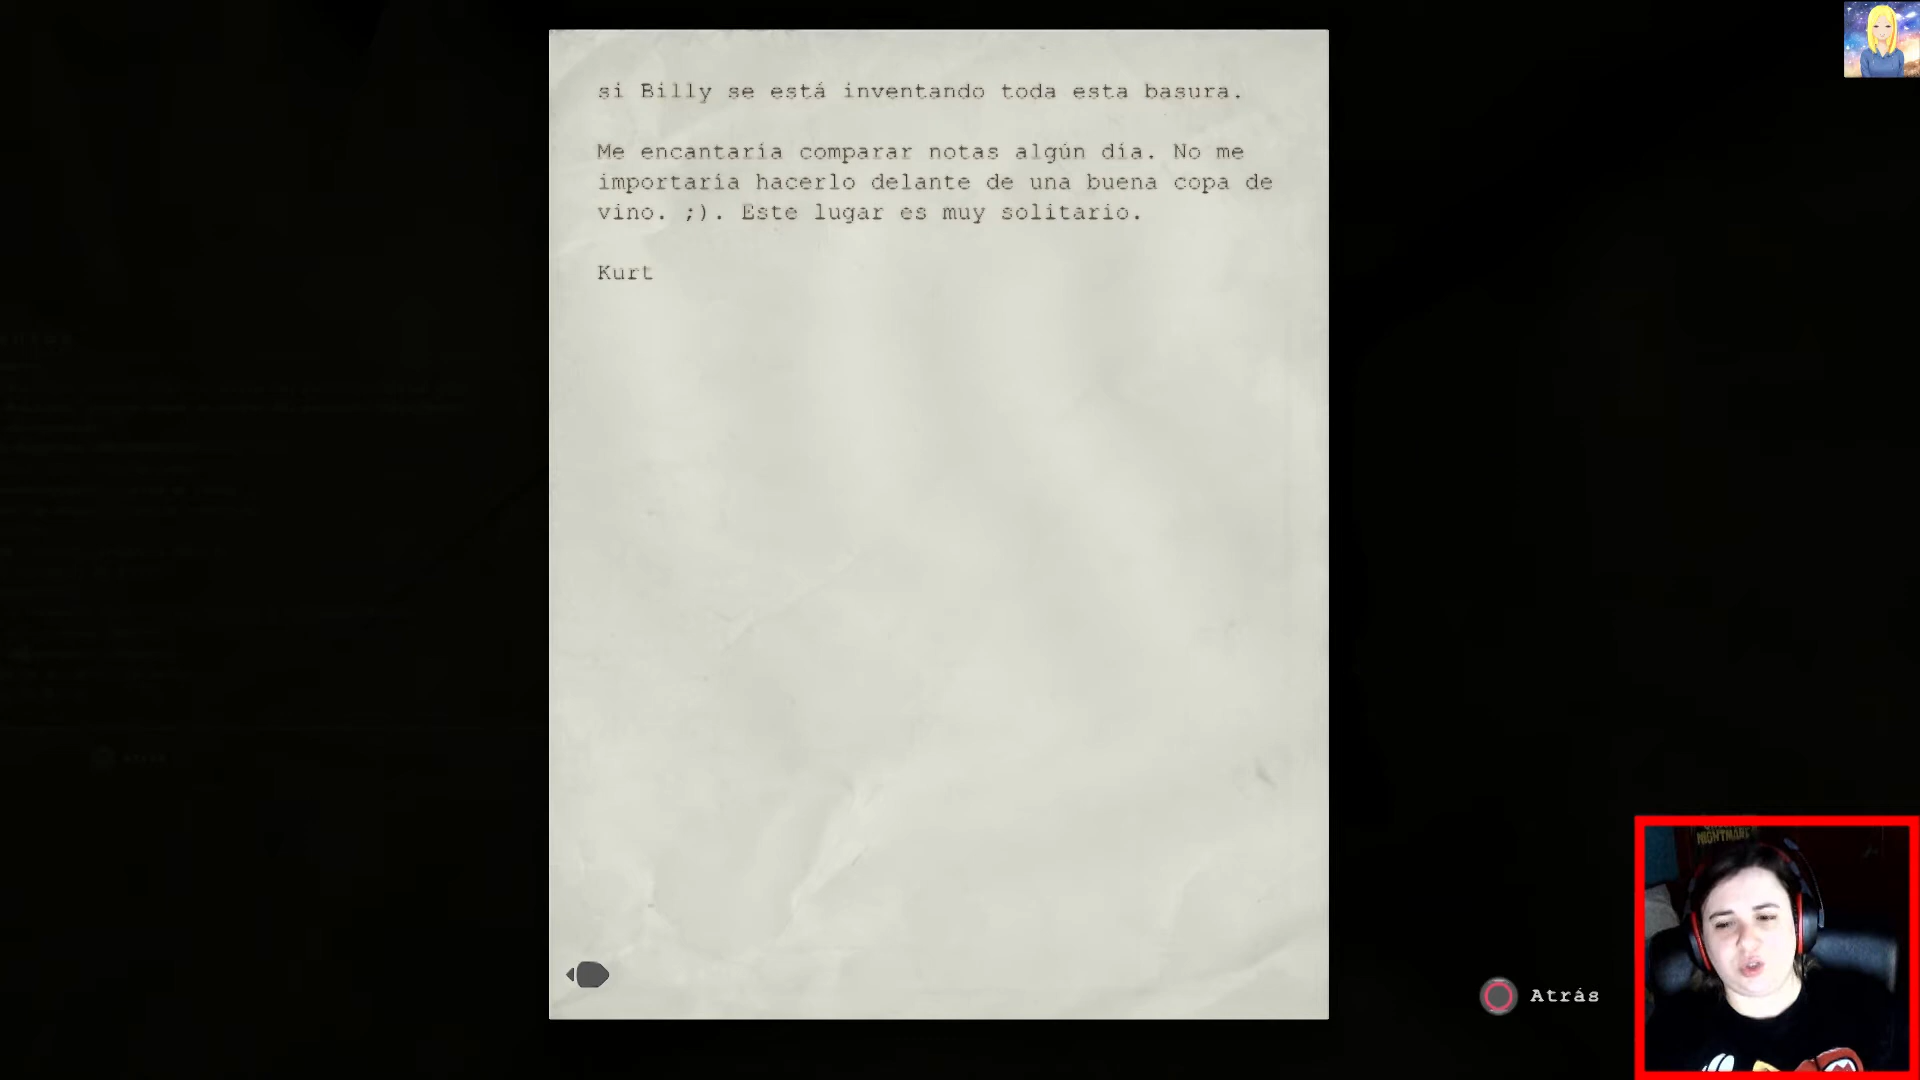 si Billy se está inventando toda esta basura.
Me encantaría comparar notas algún día. No me
importaría hacerlo delante de una buena copa de
vino. ;). Este lugar es muy solitario.
Kurt
Atrás
NIGHTMARE